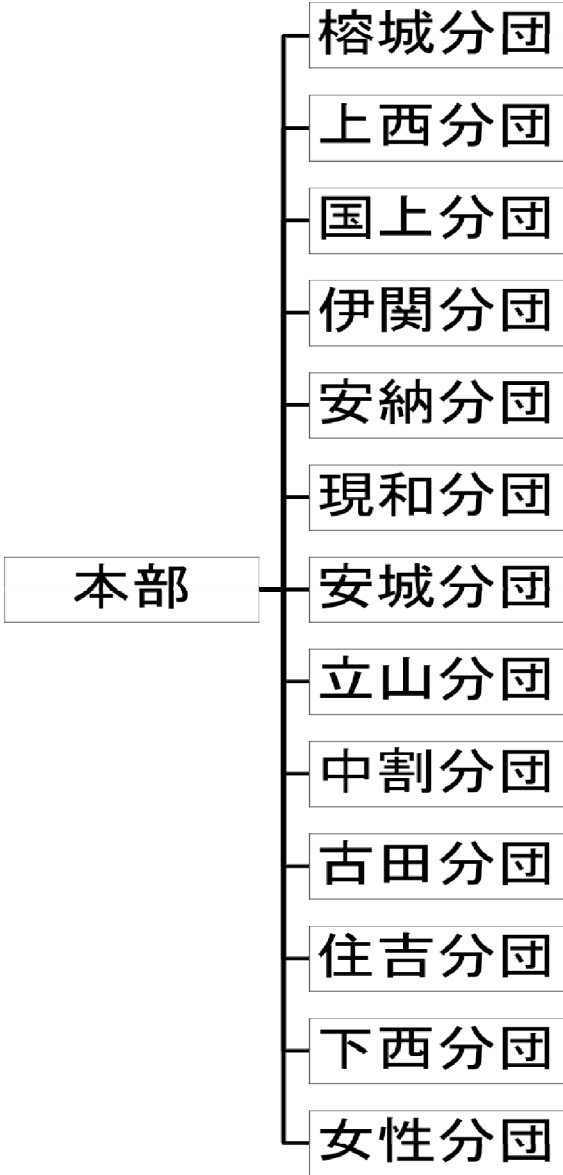 榕城分団
上西分団
国上分団
伊関分団
安納分団
現和分団
本部
安城分団
立山分団
中割分団
古田分団
住吉分団
下西分団
女性分団